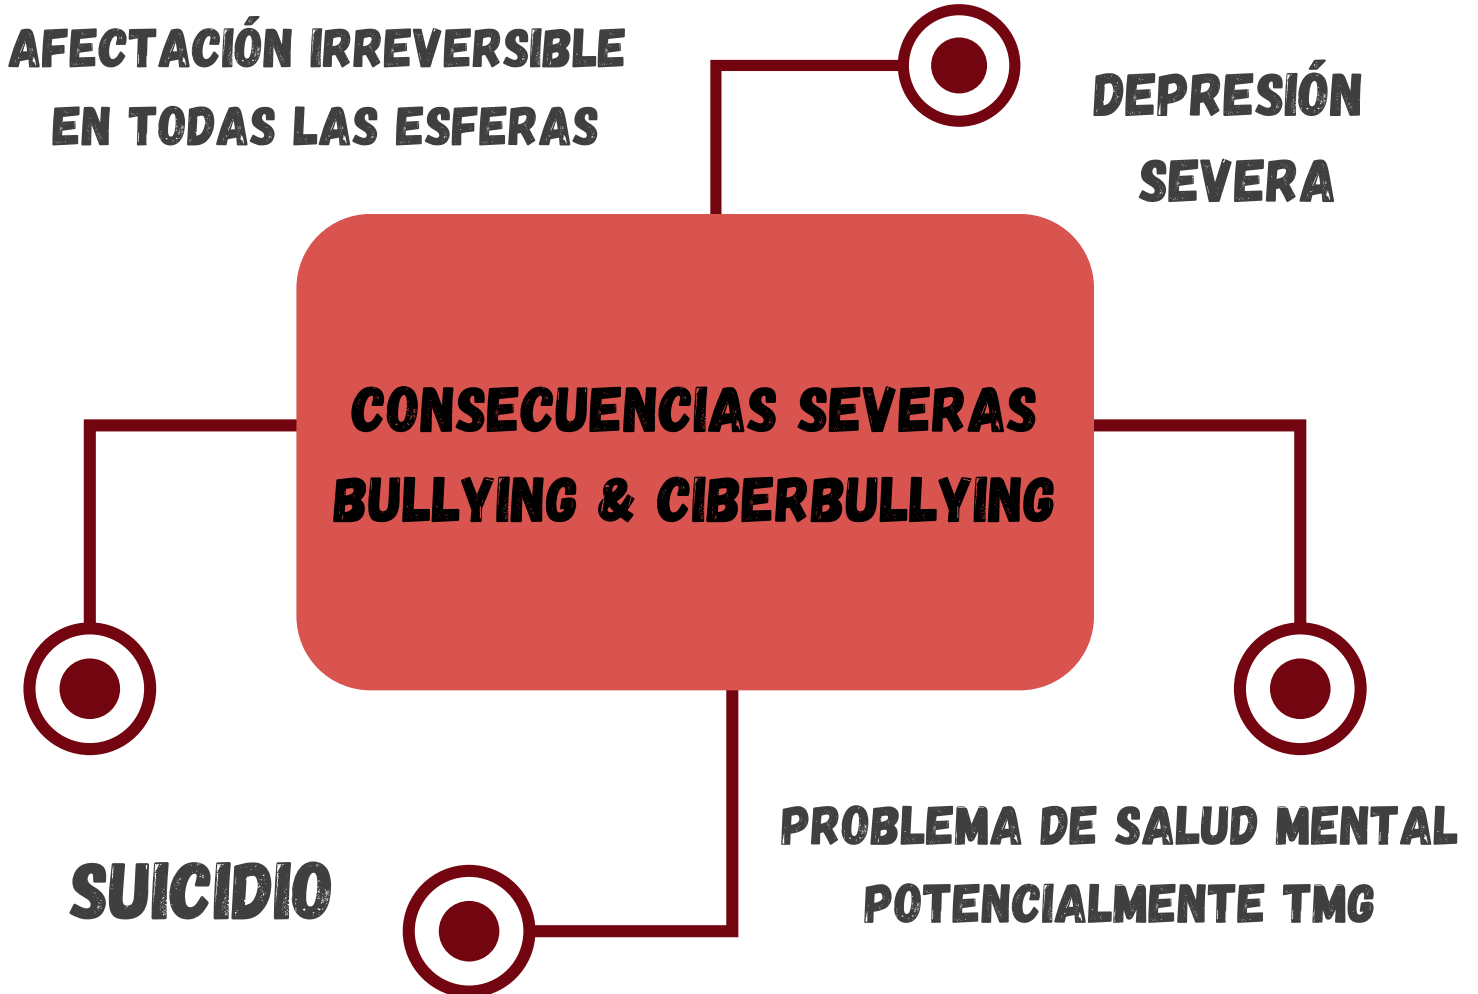 AFECTACIÓN IRREVERSIBLE
EN TODAS LAS ESFERAS
DEPRESIÓN
SEVERA
CONSECUENCIAS SEVERAS
BULLYING & CIBERBULLYING
SUICIDIO
PROBLEMA DE SALUD MENTAL
POTENCIALMENTE TMG